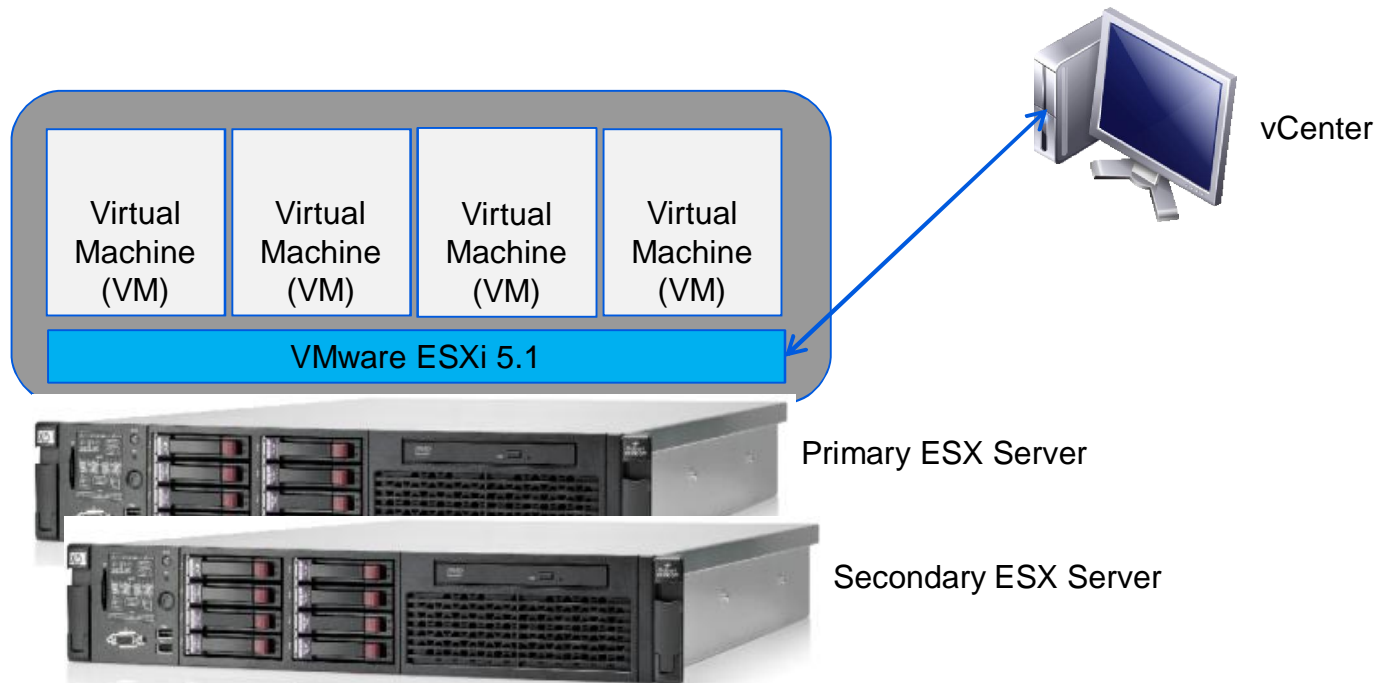 vCenter
Virtual
Machine
(VM)
Virtual
Machine
(VM)
Virtual
Machine
(VM)
Virtual
Machine
(VM)
VMware ESXi 5.1
Primary ESX Server
Secondary ESX Server